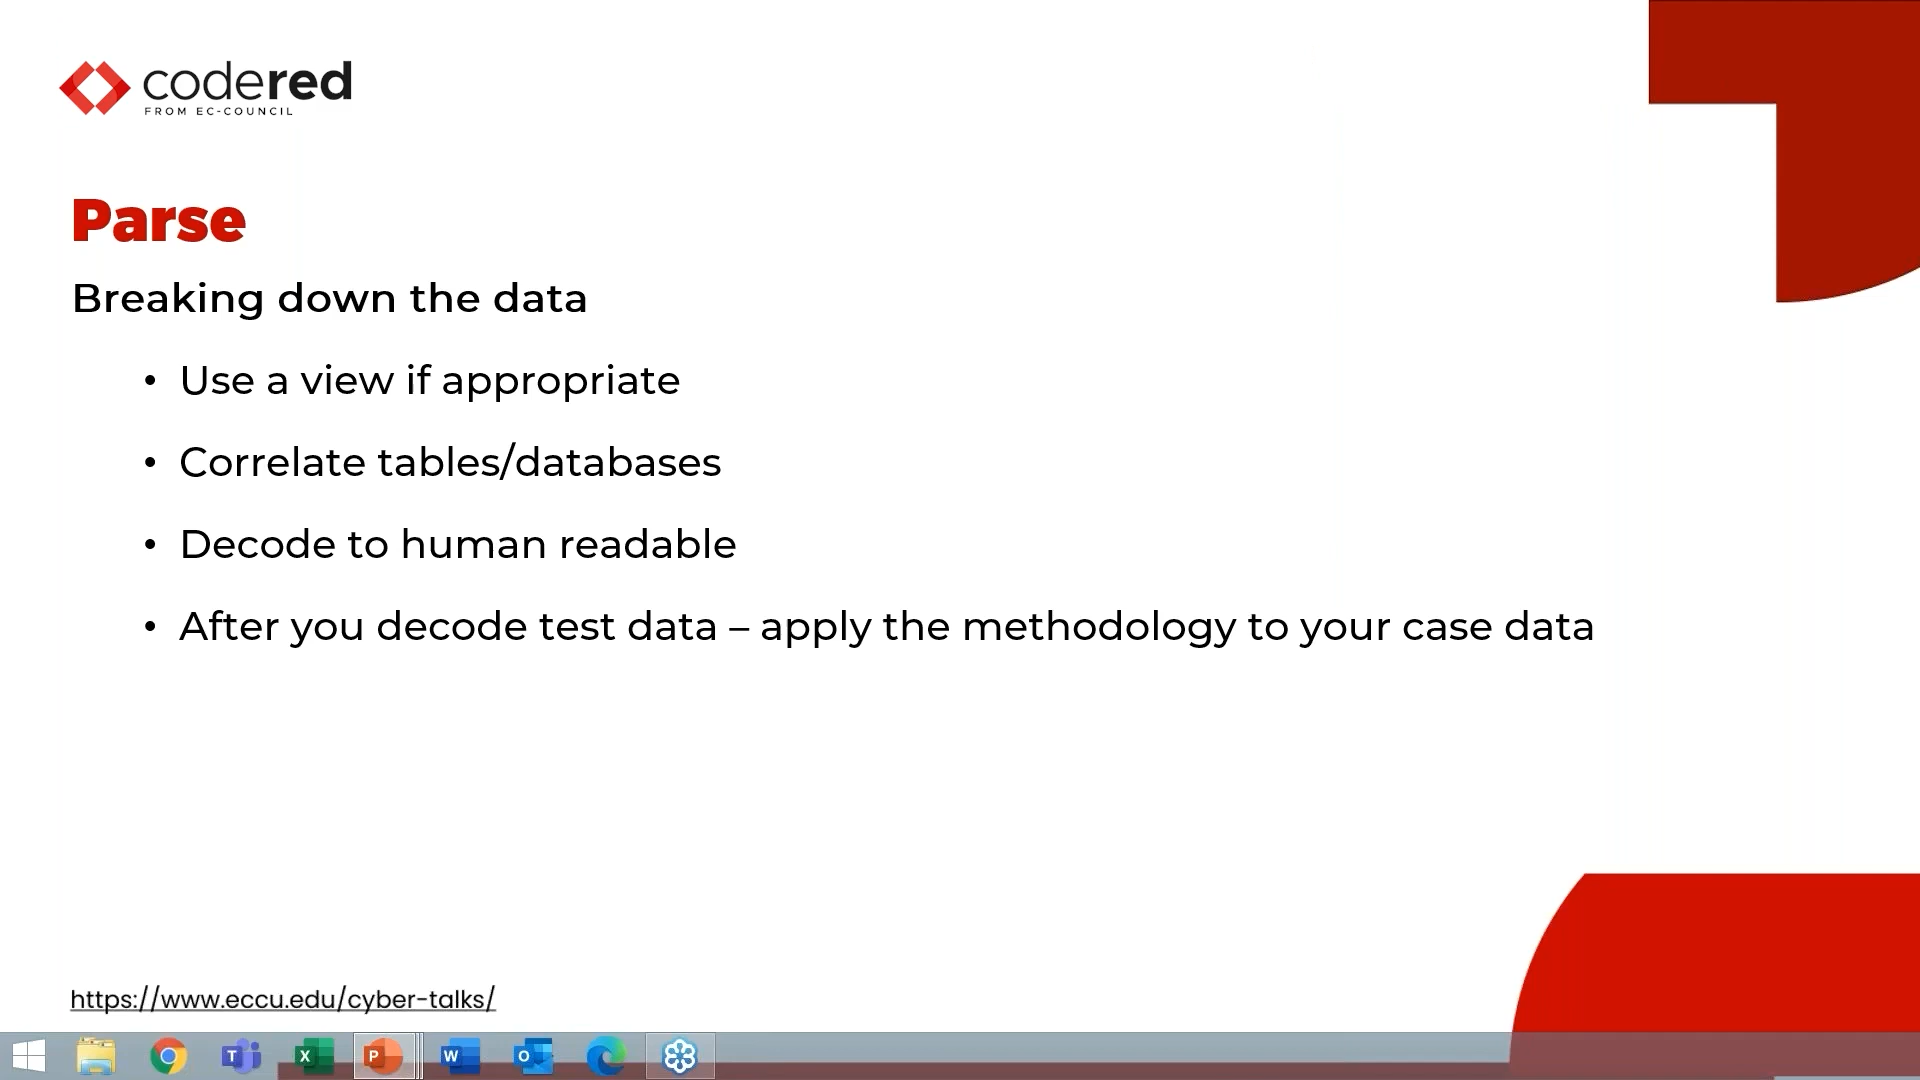 codered
FROM EC-COUNCIL
Parse
Breaking down the data
• Use a view if appropriate
• Correlate tables/databases
• Decode to human readable
• After you decode test data – apply the methodology to your case data
https://www.eccu.edu/cyber-talks/
T X P W O